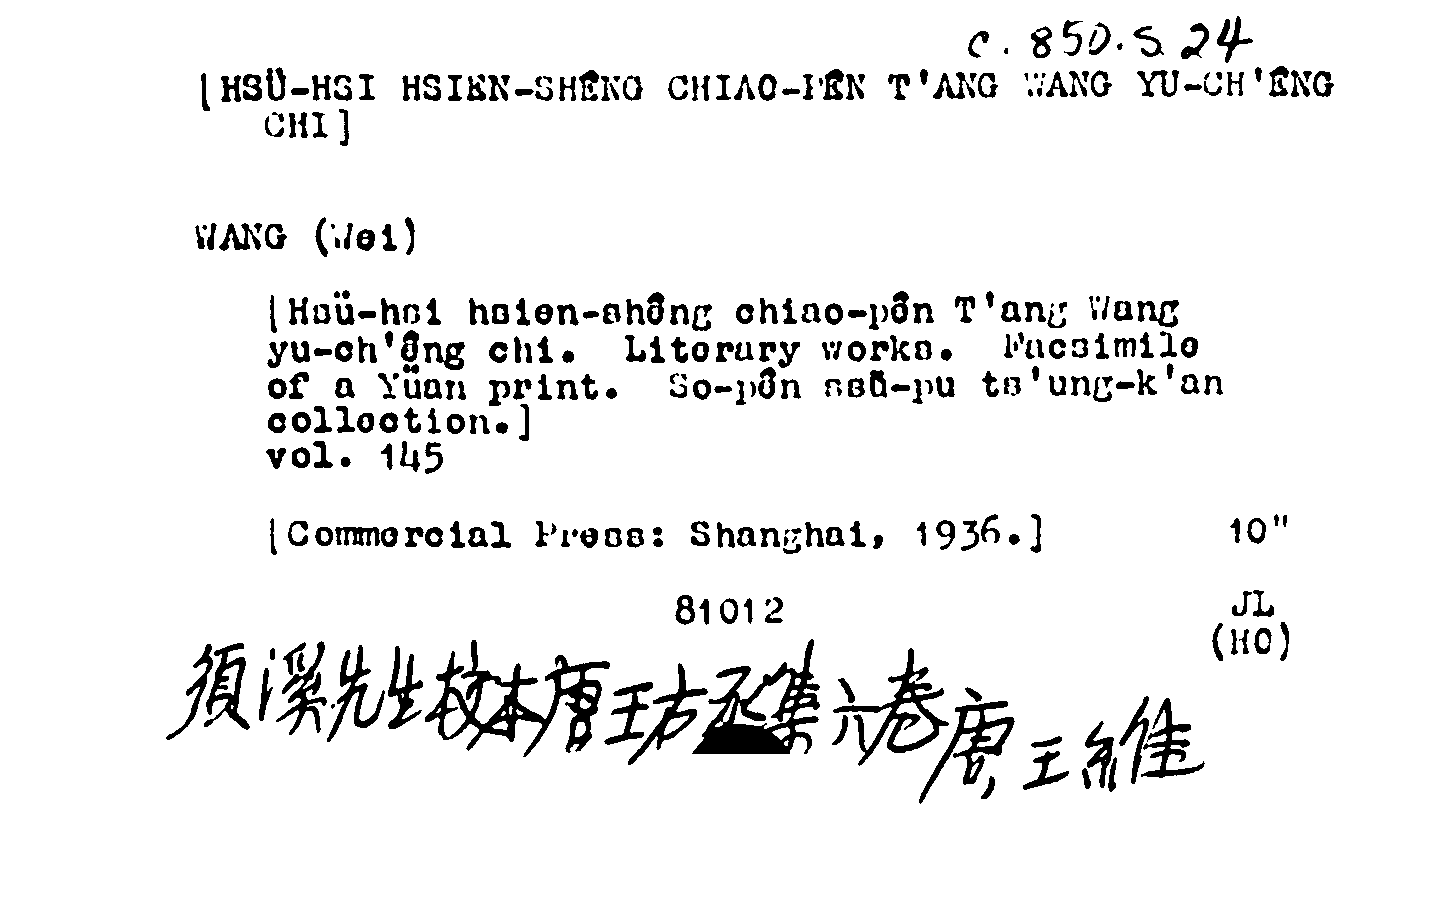 C. 850. S. 24
[HSÜ-HSI HSIEN-SHÊNG CHIAO-PÊN T'ANG WANG YU-CH'ÊNG
CHI]
WANG (Wei)
[Hsü-hsi hsien-shêng chiao-pên T'ang Wang
yu-ch'êng chi. Literary works. Facsimile
of a Yüan print. So-pên ssŭ-pu ts'ung-k'an
collection.]
vol. 145
[Commercial Press: Shanghai, 1936.] 10"
81012 JL
(HO)
須溪先生校本唐王右丞集六卷唐王維